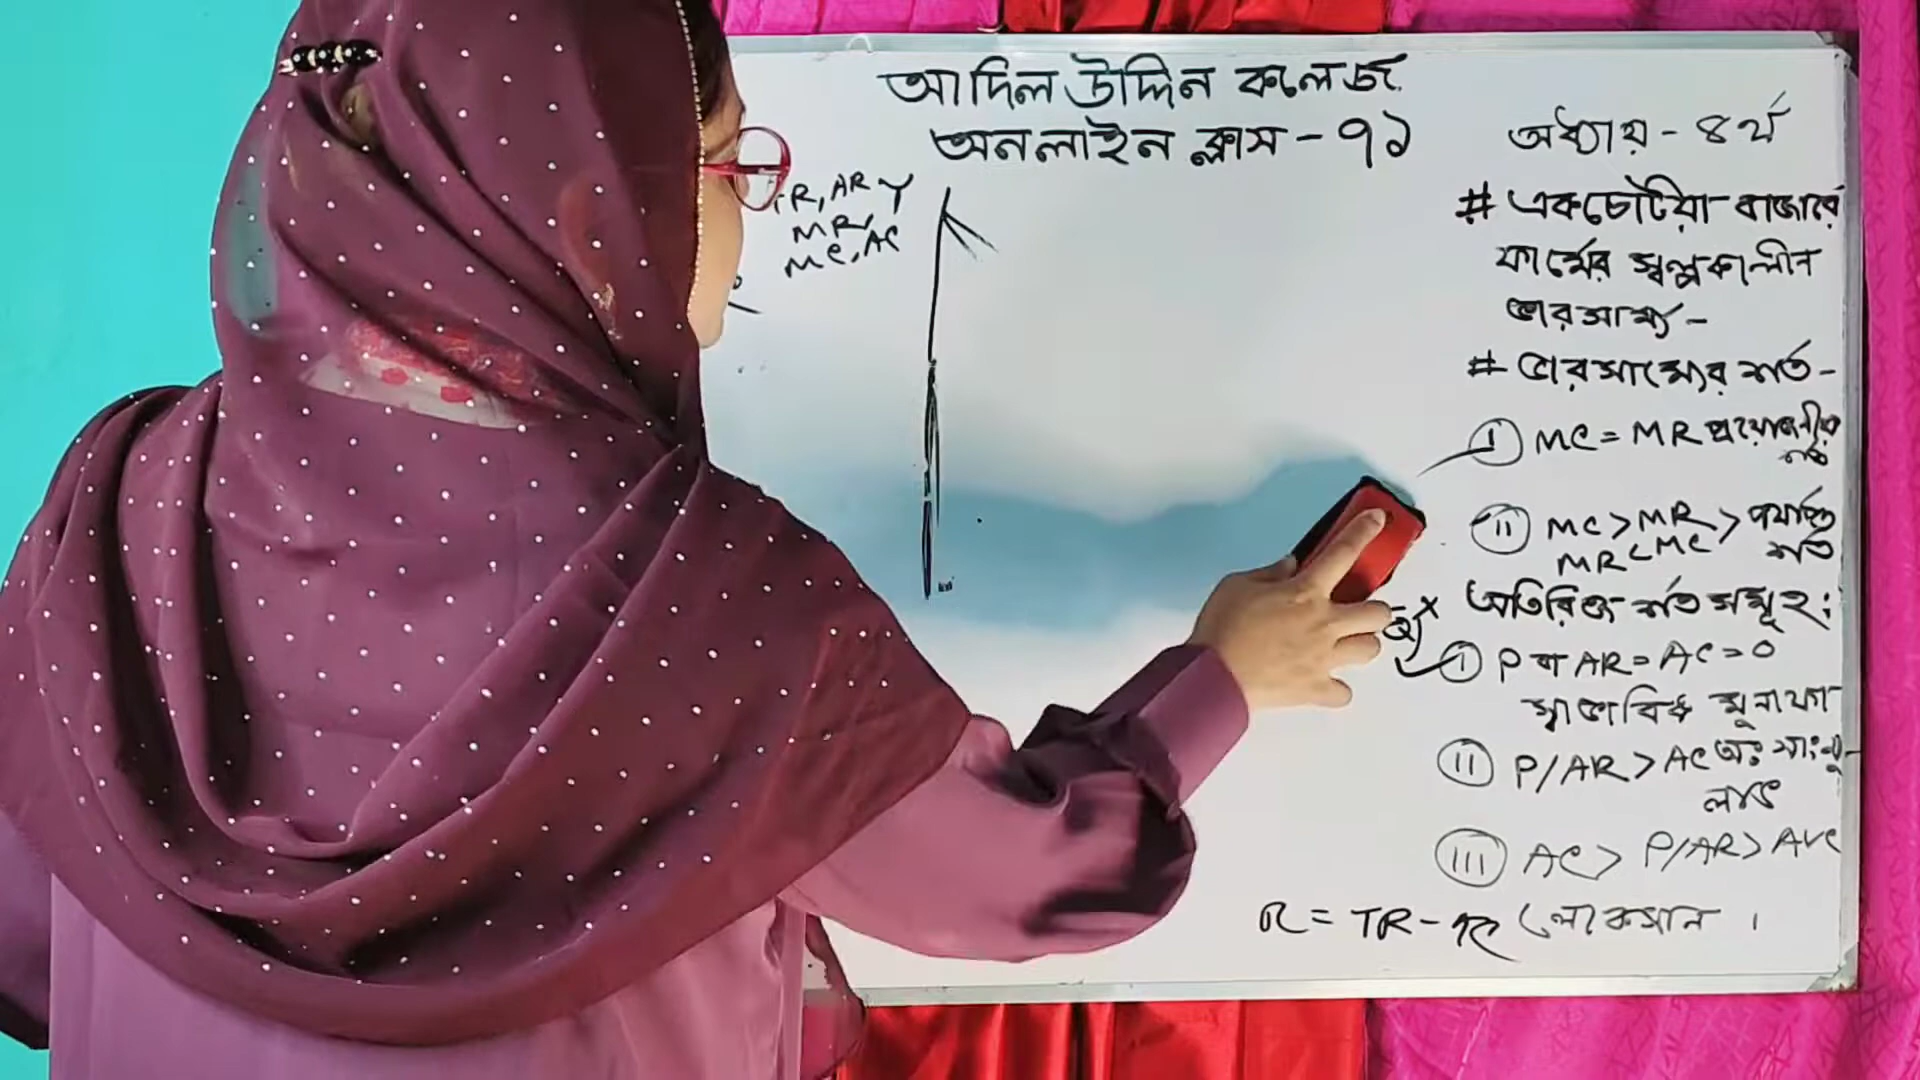 আদিল উদ্দিন কলেজ
অনলাইন ক্লাস - ৭১
TR, AR Y
MR,
MC, AC
X
অধ্যায় - ৪র্থ
# একচেটিয়া বাজারে
ফার্মের স্বল্পকালীন
ভারসাম্য -
# ভারসাম্যের শর্ত -
(I) MC = MR প্রয়োজনীয়
শর্ত
(II) MC > MR > পর্যাপ্ত
MR < MC শর্ত
অতিরিক্ত শর্ত সমূহ :
(I) P বা AR = AC = 0
স্বাভাবিক মুনাফা
(II) P/AR > AC
লাভ
(III) AC > P/AR > AVC
π = TR - TC লোকসান ।